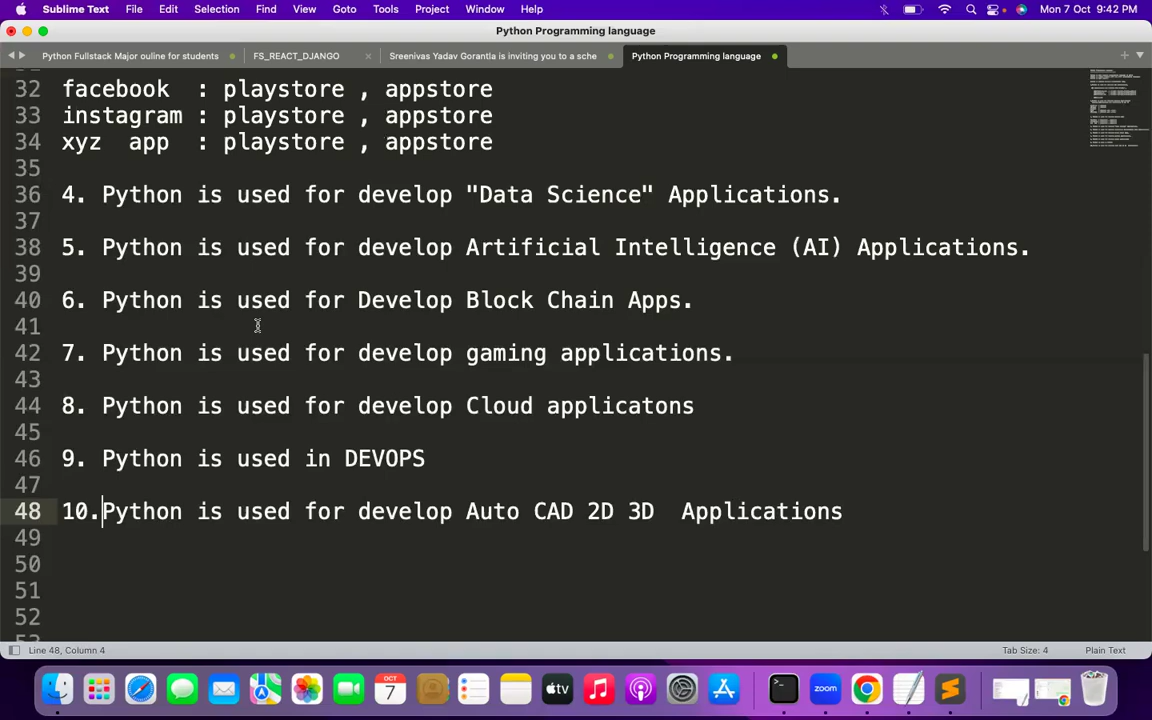 Sublime Text File Edit Selection Find View Goto Tools Project Window Help Mon 7 Oct 9:42 PM
Python Programming language
Python Fullstack Major ouline for students FS_REACT_DJANGO Sreenivas Yadav Gorantla is inviting you to a sche Python Programming language
32 facebook : playstore , appstore
33 instagram : playstore , appstore
34 xyz app : playstore , appstore
35
36 4. Python is used for develop "Data Science" Applications.
37
38 5. Python is used for develop Artificial Intelligence (AI) Applications.
39
40 6. Python is used for Develop Block Chain Apps.
41
42 7. Python is used for develop gaming applications.
43
44 8. Python is used for develop Cloud applicatons
45
46 9. Python is used in DEVOPS
47
48 10.Python is used for develop Auto CAD 2D 3D Applications
49
50
51
52
Line 48, Column 4 Tab Size: 4 Plain Text
OCT
7 tv zoom